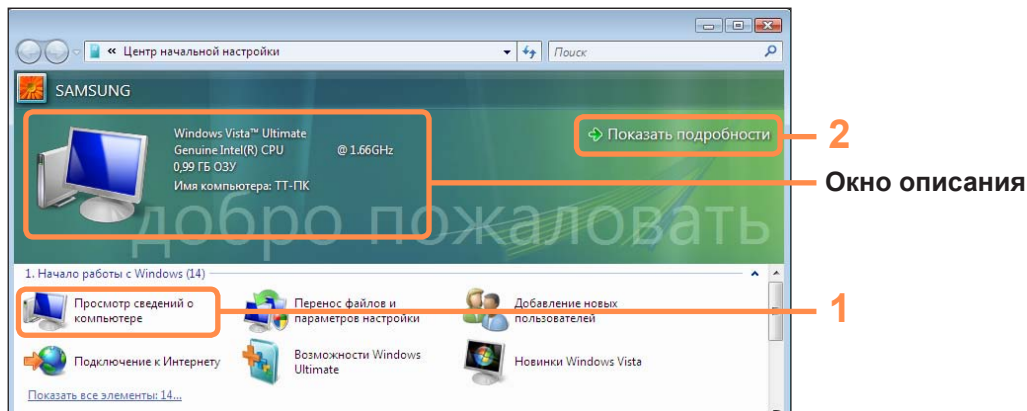 « Центр начальной настройки
Поиск
SAMSUNG
Windows Vista™ Ultimate
Genuine Intel(R) CPU @ 1.66GHz
0,99 ГБ ОЗУ
Имя компьютера: ТТ-ПК
Показать подробности
2
Окно описания
добро пожаловать
1. Начало работы с Windows (14)
Просмотр сведений о
компьютере
Перенос файлов и
параметров настройки
Добавление новых
пользователей
1
Подключение к Интернету
Возможности Windows
Ultimate
Новинки Windows Vista
Показать все элементы: 14...